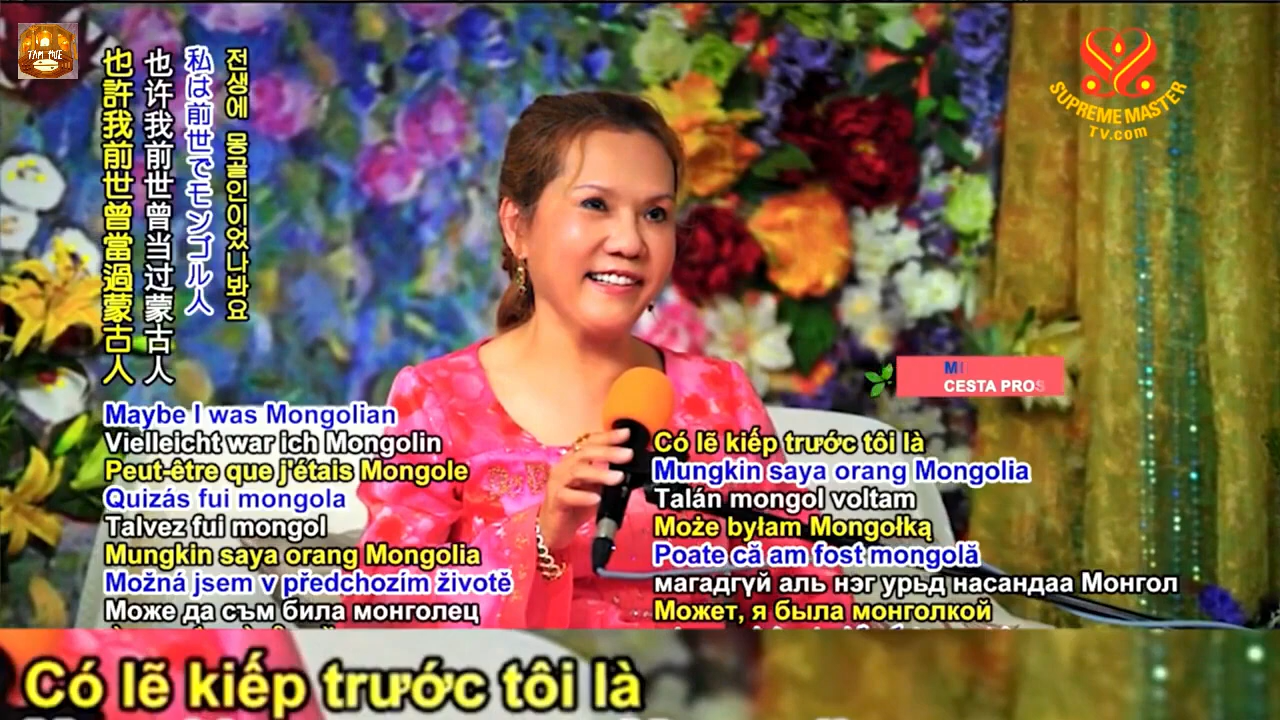 TÂM TUỆ
SUPREME MASTER
TV.com
전생에 몽골인이었나봐요
私は前世でモンゴル人
也许我前世曾当过蒙古人
也許我前世曾當過蒙古人
MI
CESTA PROS
Maybe I was Mongolian
Vielleicht war ich Mongolin
Peut-être que j'étais Mongole
Quizás fui mongola
Talvez fui mongol
Mungkin saya orang Mongolia
Možná jsem v předchozím životě
Може да съм била монголец
Có lẽ kiếp trước tôi là
Mungkin saya orang Mongolia
Talán mongol voltam
Może byłam Mongołką
Poate că am fost mongolă
магадгүй аль нэг урьд насандаа Монгол
Может, я была монголкой
Có lẽ kiếp trước tôi là